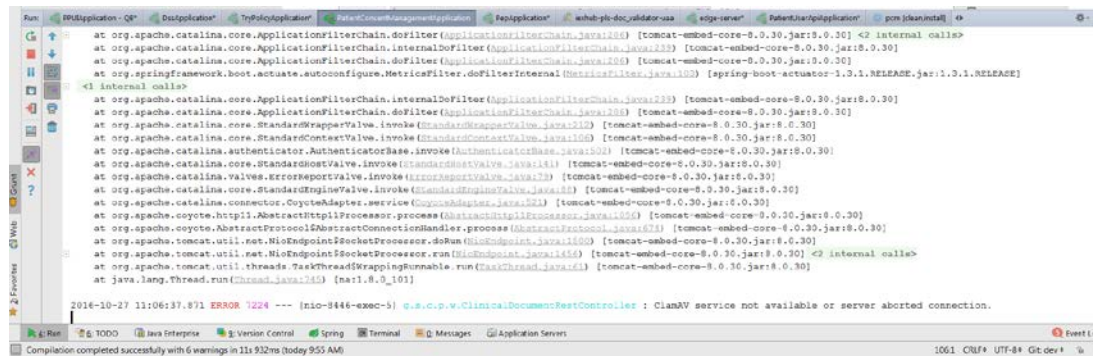 Run: PPUIApplication - QR* DssApplication* TryPolicyApplication* PatientConsentManagementApplication PepApplication* iexhub-pls-doc_validator-uaa edge-server* PatientUserApiApplication* pcm [clean,install]
at org.apache.catalina.core.ApplicationFilterChain.doFilter(ApplicationFilterChain.java:206) [tomcat-embed-core-8.0.30.jar:8.0.30] <2 internal calls>
at org.apache.catalina.core.ApplicationFilterChain.internalDoFilter(ApplicationFilterChain.java:239) [tomcat-embed-core-8.0.30.jar:8.0.30]
at org.apache.catalina.core.ApplicationFilterChain.doFilter(ApplicationFilterChain.java:206) [tomcat-embed-core-8.0.30.jar:8.0.30]
at org.springframework.boot.actuate.autoconfigure.MetricsFilter.doFilterInternal(MetricsFilter.java:103) [spring-boot-actuator-1.3.1.RELEASE.jar:1.3.1.RELEASE]
<1 internal calls>
at org.apache.catalina.core.ApplicationFilterChain.internalDoFilter(ApplicationFilterChain.java:239) [tomcat-embed-core-8.0.30.jar:8.0.30]
at org.apache.catalina.core.ApplicationFilterChain.doFilter(ApplicationFilterChain.java:206) [tomcat-embed-core-8.0.30.jar:8.0.30]
at org.apache.catalina.core.StandardWrapperValve.invoke(StandardWrapperValve.java:212) [tomcat-embed-core-8.0.30.jar:8.0.30]
at org.apache.catalina.core.StandardContextValve.invoke(StandardContextValve.java:106) [tomcat-embed-core-8.0.30.jar:8.0.30]
at org.apache.catalina.authenticator.AuthenticatorBase.invoke(AuthenticatorBase.java:502) [tomcat-embed-core-8.0.30.jar:8.0.30]
at org.apache.catalina.core.StandardHostValve.invoke(StandardHostValve.java:141) [tomcat-embed-core-8.0.30.jar:8.0.30]
at org.apache.catalina.valves.ErrorReportValve.invoke(ErrorReportValve.java:79) [tomcat-embed-core-8.0.30.jar:8.0.30]
at org.apache.catalina.core.StandardEngineValve.invoke(StandardEngineValve.java:88) [tomcat-embed-core-8.0.30.jar:8.0.30]
at org.apache.catalina.connector.CoyoteAdapter.service(CoyoteAdapter.java:521) [tomcat-embed-core-8.0.30.jar:8.0.30]
at org.apache.coyote.http11.AbstractHttp11Processor.process(AbstractHttp11Processor.java:1096) [tomcat-embed-core-8.0.30.jar:8.0.30]
at org.apache.coyote.AbstractProtocol$AbstractConnectionHandler.process(AbstractProtocol.java:674) [tomcat-embed-core-8.0.30.jar:8.0.30]
at org.apache.tomcat.util.net.NioEndpoint$SocketProcessor.doRun(NioEndpoint.java:1500) [tomcat-embed-core-8.0.30.jar:8.0.30]
at org.apache.tomcat.util.net.NioEndpoint$SocketProcessor.run(NioEndpoint.java:1456) [tomcat-embed-core-8.0.30.jar:8.0.30] <2 internal calls>
at org.apache.tomcat.util.threads.TaskThread$WrappingRunnable.run(TaskThread.java:61) [tomcat-embed-core-8.0.30.jar:8.0.30]
at java.lang.Thread.run(Thread.java:745) [na:1.8.0_101]
2016-10-27 11:06:37.871 ERROR 7224 --- [nio-8446-exec-5] g.s.c.p.w.ClinicalDocumentRestController : ClamAV service not available or server aborted connection.
Grunt
Web
2: Favorites
4: Run 6: TODO Java Enterprise 9: Version Control Spring Terminal 0: Messages Application Servers Event L
Compilation completed successfully with 6 warnings in 11s 932ms (today 9:55 AM) 106:1 CRLF UTF-8 Git: dev